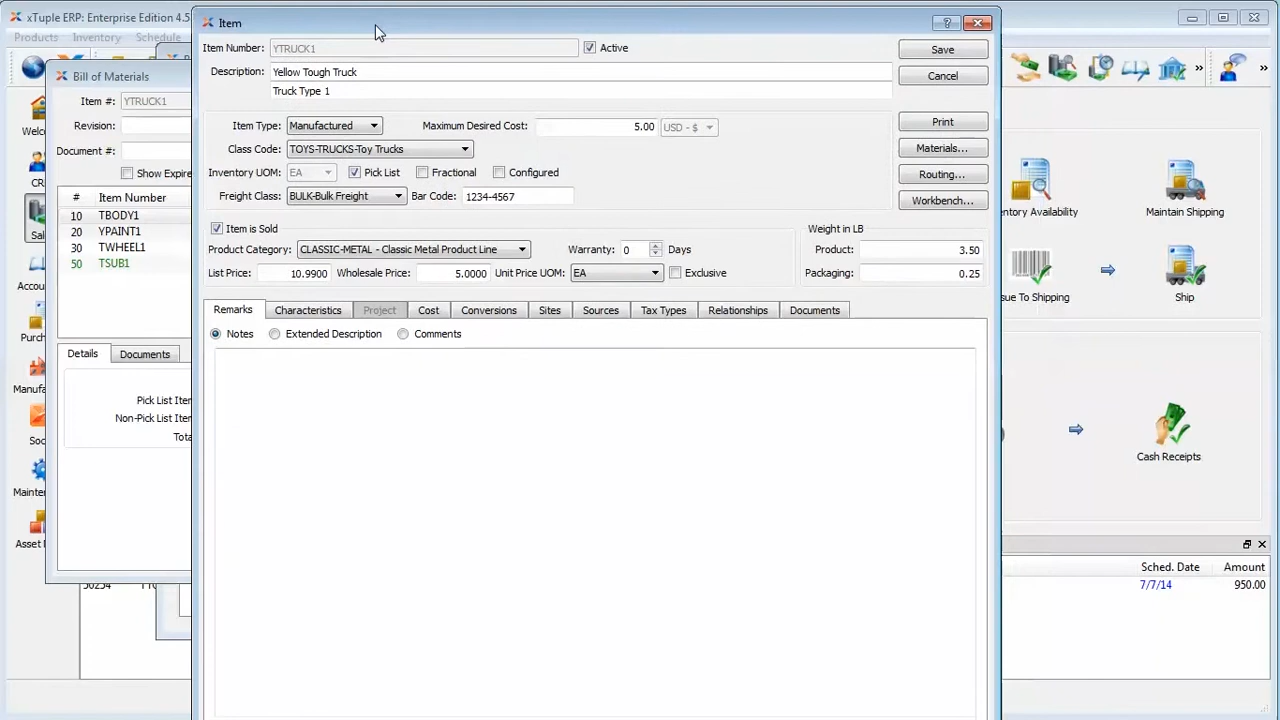 xTuple ERP: Enterprise Edition 4.5
Products Inventory Schedule
Item
Bill of Materials
Item Number: YTRUCK1 Active Save
Description: Yellow Tough Truck Cancel
Truck Type 1
Item #: YTRUCK1
Revision:
Document #:
Show Expire
# Item Number
10 TBODY1
20 YPAINT1
30 TWHEEL1
50 TSUB1
Details Documents
Pick List Item
Non-Pick List Item
Tota
Item Type: Manufactured Maximum Desired Cost: 5.00 USD - $ Print
Class Code: TOYS-TRUCKS-Toy Trucks Materials...
Inventory UOM: EA Pick List Fractional Configured Routing...
Freight Class: BULK-Bulk Freight Bar Code: 1234-4567 Workbench...
Item is Sold Weight in LB
Product Category: CLASSIC-METAL - Classic Metal Product Line Warranty: 0 Days Product: 3.50
List Price: 10.9900 Wholesale Price: 5.0000 Unit Price UOM: EA Exclusive Packaging: 0.25
Remarks Characteristics Project Cost Conversions Sites Sources Tax Types Relationships Documents
Notes Extended Description Comments
Welc
CR
Sal
Accou
Purch
Manufa
Soc
Mainter
Asset
ntory Availability Maintain Shipping
sue To Shipping Ship
Cash Receipts
Sched. Date Amount
7/7/14 950.00
50234